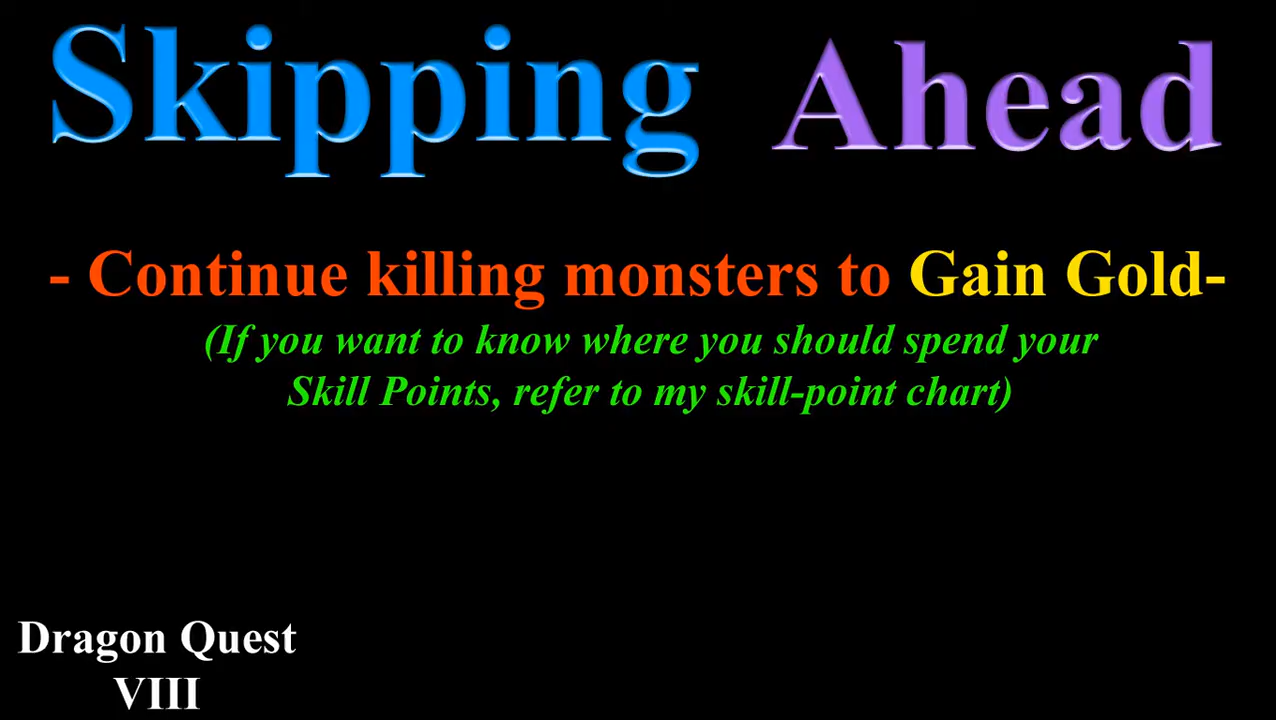 Skipping Ahead
- Continue killing monsters to Gain Gold-
(If you want to know where you should spend your
Skill Points, refer to my skill-point chart)
Dragon Quest
VIII